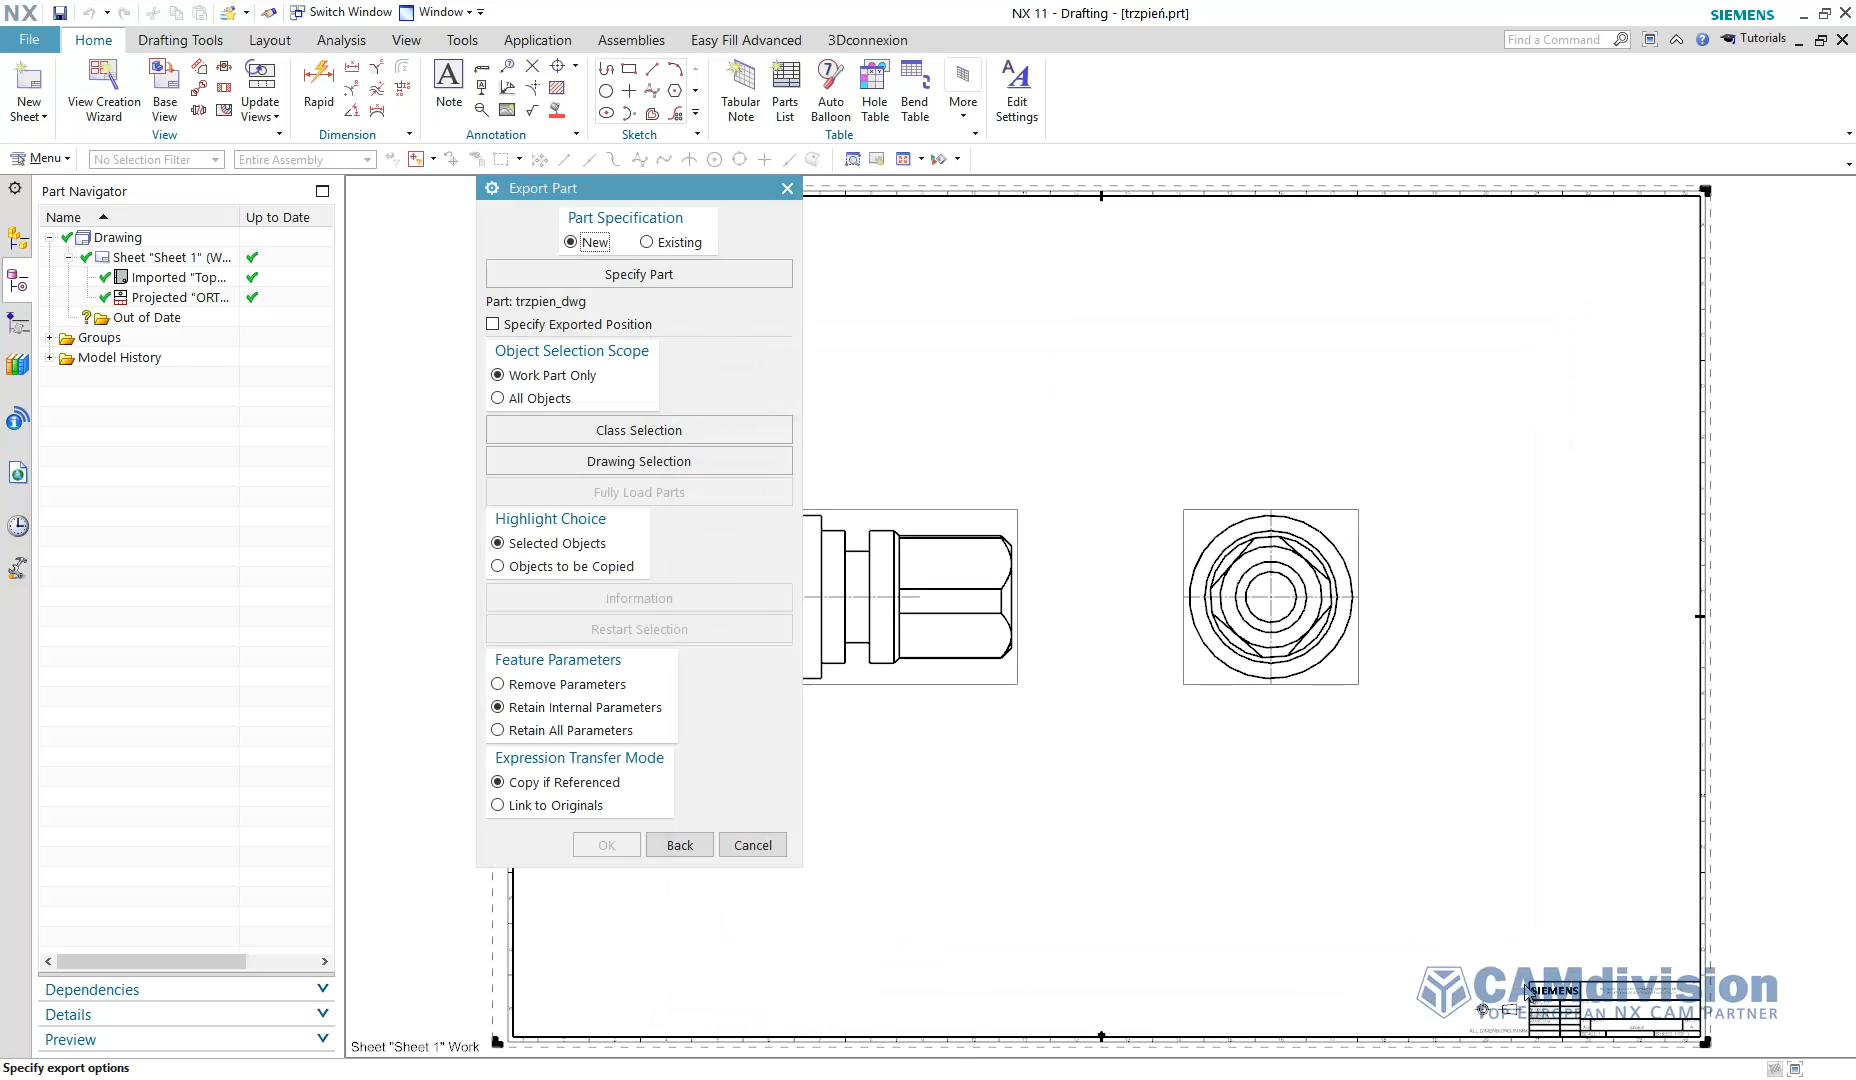 NX
Switch Window
Window
NX 11 - Drafting - [trzpień.prt]
SIEMENS
File
Home
Drafting Tools
Layout
Analysis
View
Tools
Application
Assemblies
Easy Fill Advanced
3Dconnexion
Find a Command
Tutorials
New Sheet
View Creation Wizard
Base View
Update Views
Rapid
Note
Tabular Note
Parts List
Auto Balloon
Hole Table
Bend Table
More
Edit Settings
View
Dimension
Annotation
Sketch
Table
Menu
No Selection Filter
Entire Assembly
Part Navigator
Name
Up to Date
Drawing
Sheet "Sheet 1" (W...
Imported "Top...
Projected "ORT...
Out of Date
Groups
Model History
Dependencies
Details
Preview
Export Part
Part Specification
New
Existing
Specify Part
Part: trzpien_dwg
Specify Exported Position
Object Selection Scope
Work Part Only
All Objects
Class Selection
Drawing Selection
Fully Load Parts
Highlight Choice
Selected Objects
Objects to be Copied
Information
Restart Selection
Feature Parameters
Remove Parameters
Retain Internal Parameters
Retain All Parameters
Expression Transfer Mode
Copy if Referenced
Link to Originals
OK
Back
Cancel
CAMdivision
SIEMENS
TOP EUROPEAN NX CAM PARTNER
ALL DIMENSIONS IN MM
Sheet "Sheet 1" Work
Specify export options